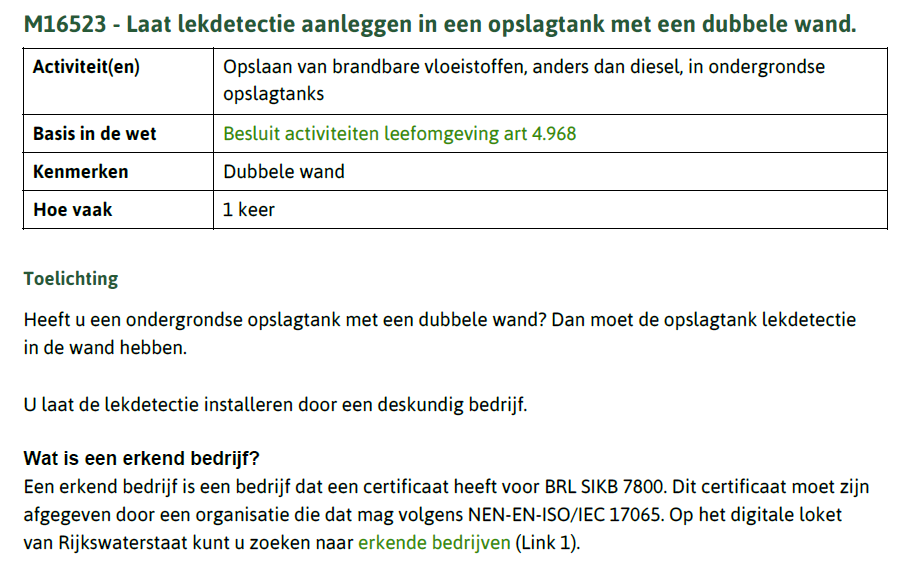 M16523 - Laat lekdetectie aanleggen in een opslagtank met een dubbele wand.
Activiteit(en) Opslaan van brandbare vloeistoffen, anders dan diesel, in ondergrondse
opslagtanks
Basis in de wet Besluit activiteiten leefomgeving art 4.968
Kenmerken Dubbele wand
Hoe vaak 1 keer
Toelichting
Heeft u een ondergrondse opslagtank met een dubbele wand? Dan moet de opslagtank lekdetectie
in de wand hebben.
U laat de lekdetectie installeren door een deskundig bedrijf.
Wat is een erkend bedrijf?
Een erkend bedrijf is een bedrijf dat een certificaat heeft voor BRL SIKB 7800. Dit certificaat moet zijn
afgegeven door een organisatie die dat mag volgens NEN-EN-ISO/IEC 17065. Op het digitale loket
van Rijkswaterstaat kunt u zoeken naar erkende bedrijven (Link 1).